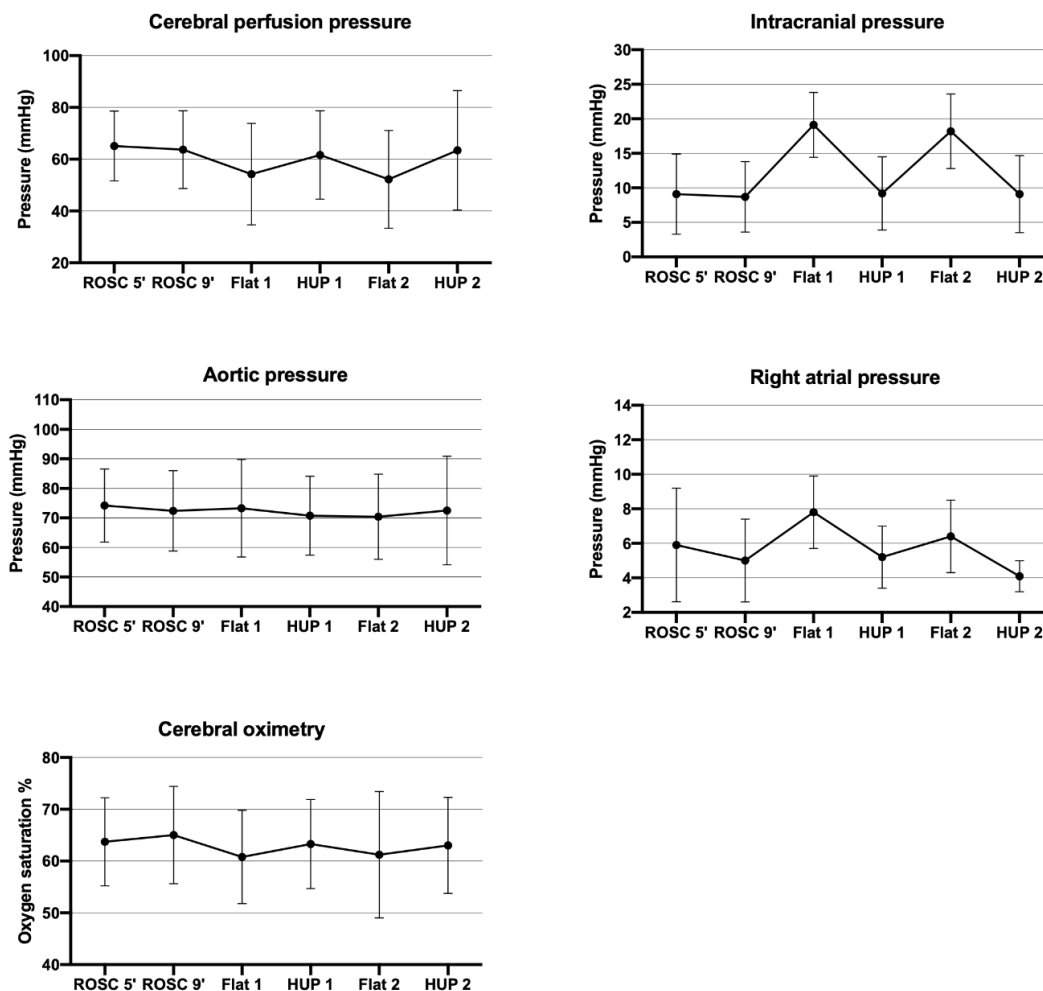 Cerebral perfusion pressure
Pressure (mmHg)
100
80
60
40
20
ROSC 5' ROSC 9' Flat 1 HUP 1 Flat 2 HUP 2
Intracranial pressure
Pressure (mmHg)
30
25
20
15
10
5
0
ROSC 5' ROSC 9' Flat 1 HUP 1 Flat 2 HUP 2
Aortic pressure
Pressure (mmHg)
110
100
90
80
70
60
50
40
ROSC 5' ROSC 9' Flat 1 HUP 1 Flat 2 HUP 2
Right atrial pressure
Pressure (mmHg)
14
12
10
8
6
4
2
ROSC 5' ROSC 9' Flat 1 HUP 1 Flat 2 HUP 2
Cerebral oximetry
Oxygen saturation %
80
70
60
50
40
ROSC 5' ROSC 9' Flat 1 HUP 1 Flat 2 HUP 2